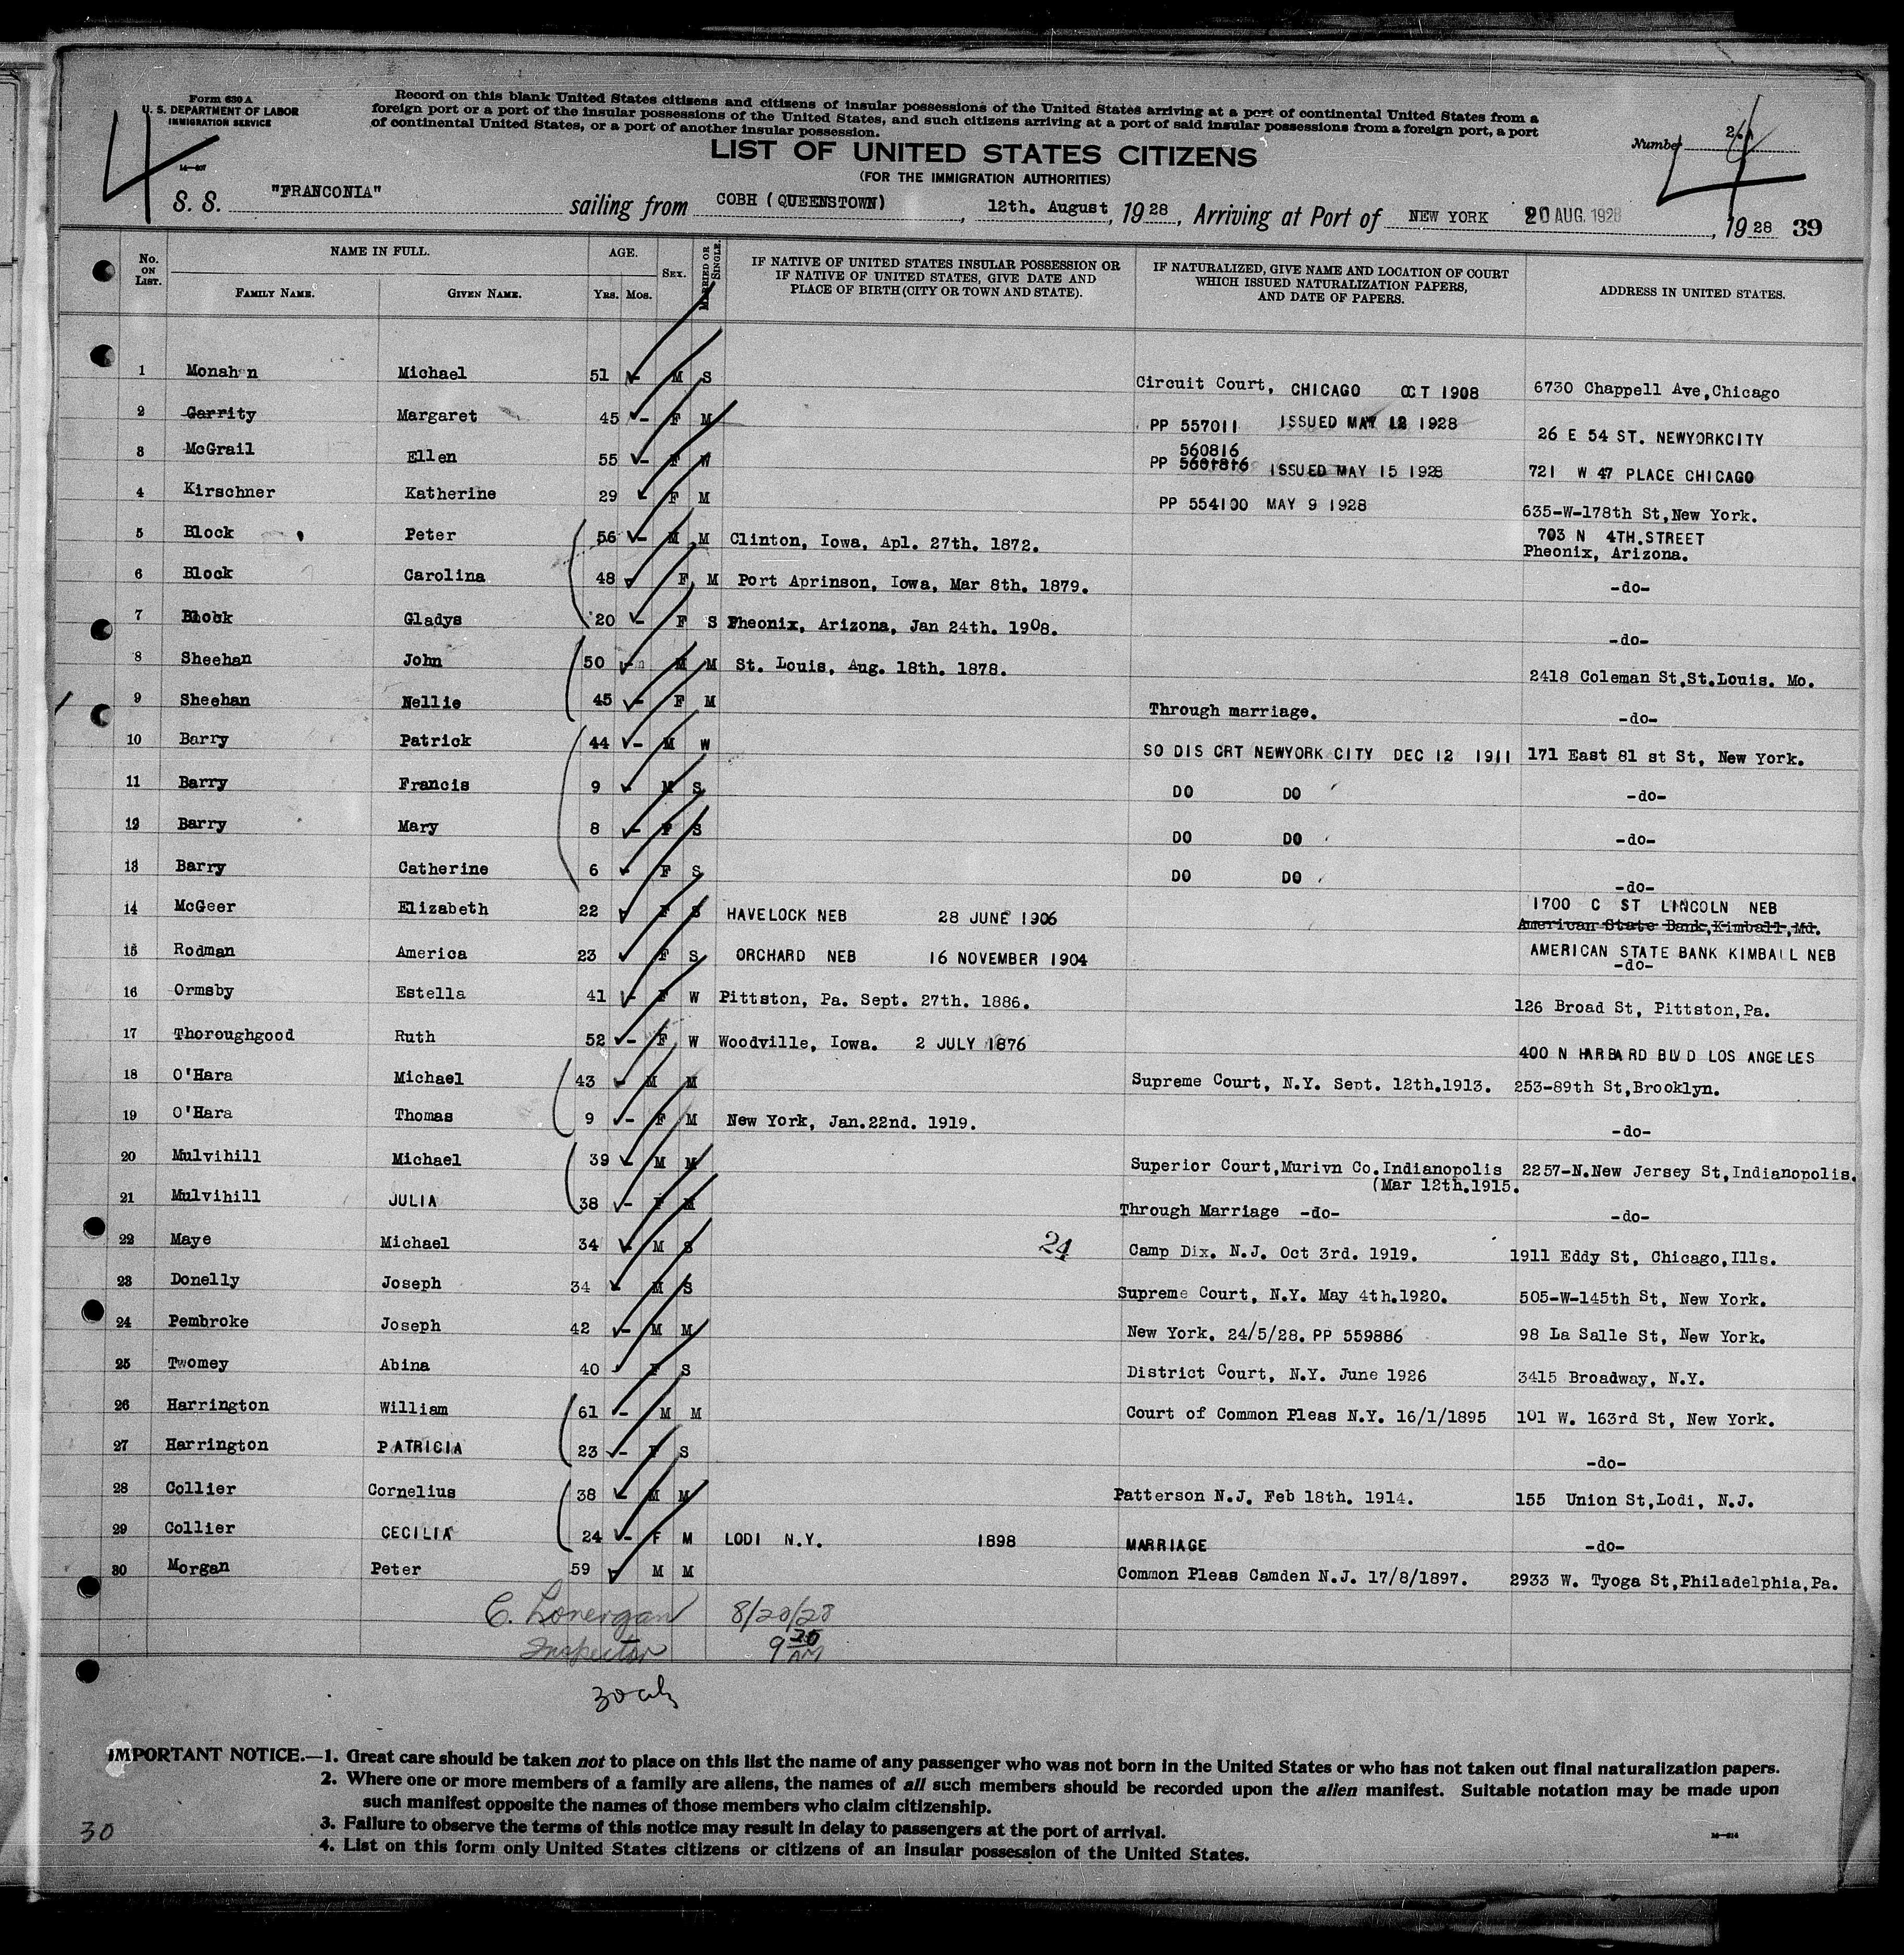 Form 630 A
U. S. DEPARTMENT OF LABOR
IMMIGRATION SERVICE
Record on this blank United States citizens and citizens of insular possessions of the United States arriving at a port of continental United States from a
foreign port or a port of the insular possessions of the United States, and such citizens arriving at a port of said insular possessions from a foreign port, a port
of continental United States, or a port of another insular possession.
4
14—407
Number 2.
4
LIST OF UNITED STATES CITIZENS
(FOR THE IMMIGRATION AUTHORITIES)
S. S. "FRANCONIA" sailing from COBH (QUEENSTOWN), 12th. August, 1928, Arriving at Port of NEW YORK 20 AUG. 1928, 1928 39
No. ON LIST. NAME IN FULL. AGE. SEX. MARRIED OR SINGLE. IF NATIVE OF UNITED STATES INSULAR POSSESSION OR IF NATIVE OF UNITED STATES, GIVE DATE AND PLACE OF BIRTH (CITY OR TOWN AND STATE). IF NATURALIZED, GIVE NAME AND LOCATION OF COURT WHICH ISSUED NATURALIZATION PAPERS, AND DATE OF PAPERS. ADDRESS IN UNITED STATES.
FAMILY NAME. GIVEN NAME. YRS. MOS.
1 Monahan Michael 51 - M S Circuit Court, CHICAGO OCT 1908 6730 Chappell Ave,Chicago
2 Garrity Margaret 45 - F M PP 557011 ISSUED MAY 12 1928 26 E 54 ST. NEWYORKCITY
3 McGrail Ellen 55 - F W PP 5601816 560816 ISSUED MAY 15 1928 721 W 47 PLACE CHICAGO
4 Kirschner Katherine 29 F M PP 554100 MAY 9 1928 635-W-178th St,New York.
5 Block Peter 56 - M M Clinton, Iowa, Apl. 27th. 1872. 703 N 4TH.STREET
Pheonix, Arizona.
6 Block Carolina 48 F M Port Aprinson, Iowa, Mar 8th. 1879. -do-
7 Block Gladys 20 - F S Pheonix, Arizona, Jan 24th. 1908. -do-
8 Sheehan John 50 - M M St. Louis, Aug. 18th. 1878. 2418 Coleman St,St.Louis. Mo.
9 Sheehan Nellie 45 - F M Through marriage. -do-
10 Barry Patrick 44 - M W SO DIS CRT NEWYORK CITY DEC 12 1911 171 East 81 st St, New York.
11 Barry Francis 9 M S DO DO -do-
12 Barry Mary 8 - F S DO DO -do-
13 Barry Catherine 6 - F S DO DO -do-
14 McGeer Elizabeth 22 F S HAVELOCK NEB 28 JUNE 1906 1700 C ST LINCOLN NEB
American State Bank,Kimball,Md.
15 Rodman America 23 F S ORCHARD NEB 16 NOVEMBER 1904 AMERICAN STATE BANK KIMBALL NEB
-do-
16 Ormsby Estella 41 - F W Pittston, Pa. Sept. 27th. 1886. 126 Broad St, Pittston,Pa.
17 Thoroughgood Ruth 52 - F W Woodville, Iowa. 2 JULY 1876 400 N HARBARD BLVD LOS ANGELES
18 O'Hara Michael 43 - M M Supreme Court, N.Y. Sept. 12th.1913. 253-89th St,Brooklyn.
19 O'Hara Thomas 9 - F M New York, Jan.22nd. 1919. -do-
20 Mulvihill Michael 39 M M Superior Court,Murivn Co.Indianopolis 2257-N.New Jersey St,Indianopolis.
(Mar 12th.1915.
21 Mulvihill JULIA 38 - F M Through Marriage -do- -do-
22 Maye Michael 34 - M S 24 Camp Dix. N.J. Oct 3rd. 1919. 1911 Eddy St, Chicago,Ills.
23 Donelly Joseph 34 M S Supreme Court, N.Y. May 4th.1920. 505-W-145th St, New York.
24 Pembroke Joseph 42 - M M New York. 24/5/28. PP 559886 98 La Salle St, New York.
25 Twomey Abina 40 F S District Court, N.Y. June 1926 3415 Broadway, N.Y.
26 Harrington William 61 - M M Court of Common Pleas N.Y. 16/1/1895 101 W. 163rd St, New York.
27 Harrington PATRICIA 23 - F S -do-
28 Collier Cornelius 38 - M M Patterson N.J. Feb 18th. 1914. 155 Union St,Lodi, N.J.
29 Collier CECILIA 24 - F M LODI N.Y. 1898 MARRIAGE -do-
30 Morgan Peter 59 M M Common Pleas Camden N.J. 17/8/1897. 2933 W. Tyoga St,Philadelphia,Pa.
C. Lonergan 8/20/28
Inspector 9 AM
IMPORTANT NOTICE.—1. Great care should be taken not to place on this list the name of any passenger who was not born in the United States or who has not taken out final naturalization papers.
2. Where one or more members of a family are aliens, the names of all such members should be recorded upon the alien manifest. Suitable notation may be made upon
such manifest opposite the names of those members who claim citizenship.
3. Failure to observe the terms of this notice may result in delay to passengers at the port of arrival.
4. List on this form only United States citizens or citizens of an insular possession of the United States.
30